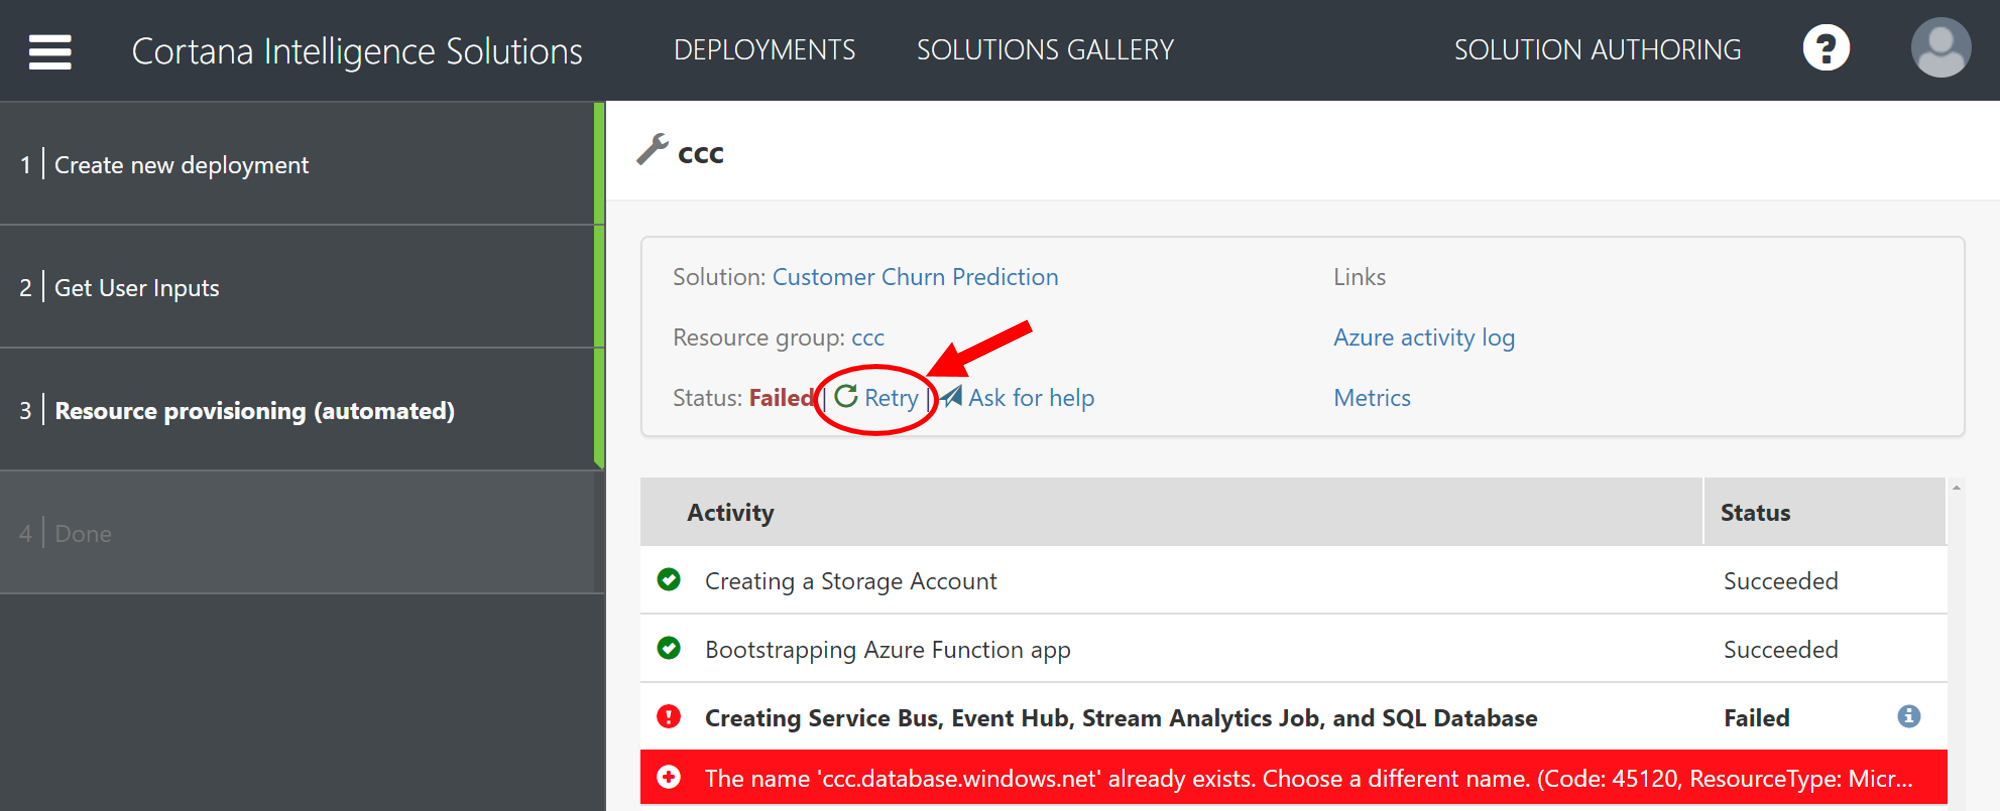 Cortana Intelligence Solutions DEPLOYMENTS SOLUTIONS GALLERY SOLUTION AUTHORING ?
1 Create new deployment
2 Get User Inputs
3 Resource provisioning (automated)
4 Done
ccc
Solution: Customer Churn Prediction
Resource group: ccc
Status: Failed | Retry | Ask for help
Links
Azure activity log
Metrics
Activity Status
Creating a Storage Account Succeeded
Bootstrapping Azure Function app Succeeded
Creating Service Bus, Event Hub, Stream Analytics Job, and SQL Database Failed
The name 'ccc.database.windows.net' already exists. Choose a different name. (Code: 45120, ResourceType: Micr...